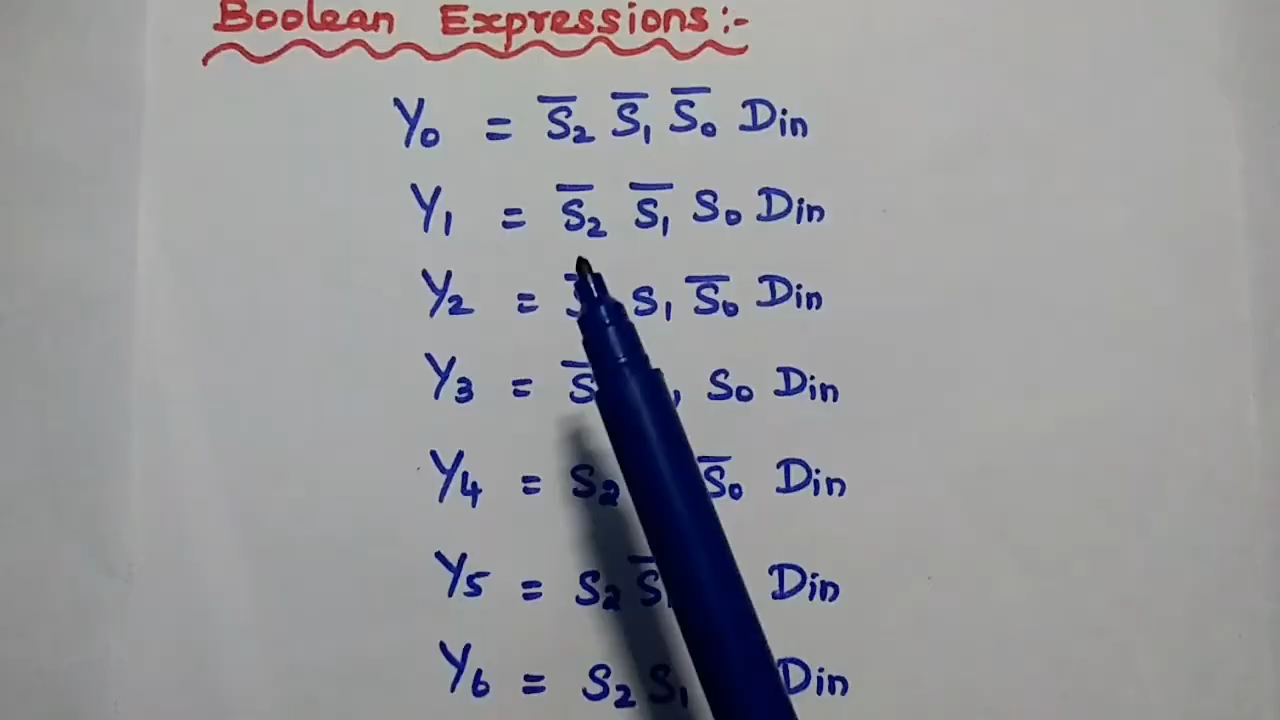 Boolean Expressions:-
Y₀ = S̅₂ S̅₁ S̅₀ Din
Y₁ = S̅₂ S̅₁ S₀ Din
Y₂ = S₁ S̅₀ Din
Y₃ = S̅ S₀ Din
Y₄ = S₂ S̅₀ Din
Y₅ = S₂ S̅₁ Din
Y₆ = S₂ S₁ Din